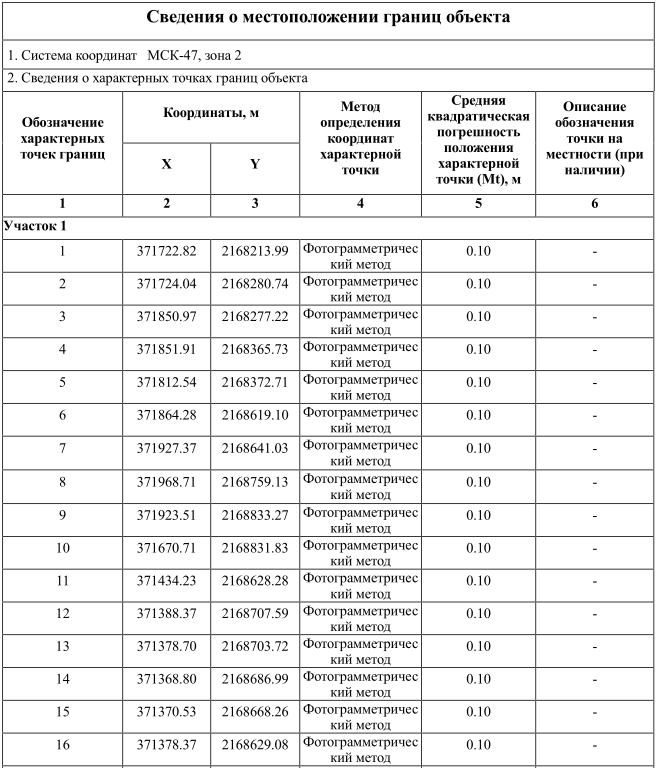 Сведения о местоположении границ объекта
1. Система координат МСК-47, зона 2
2. Сведения о характерных точках границ объекта
Обозначение характерных точек границ
Координаты, м
Метод определения координат характерной точки
Средняя квадратическая погрешность положения характерной точки (Mt), м
Описание обозначения точки на местности (при наличии)
X Y
1 2 3 4 5 6
Участок 1
1 371722.82 2168213.99 Фотограмметрический метод 0.10 -
2 371724.04 2168280.74 Фотограмметрический метод 0.10 -
3 371850.97 2168277.22 Фотограмметрический метод 0.10 -
4 371851.91 2168365.73 Фотограмметрический метод 0.10 -
5 371812.54 2168372.71 Фотограмметрический метод 0.10 -
6 371864.28 2168619.10 Фотограмметрический метод 0.10 -
7 371927.37 2168641.03 Фотограмметрический метод 0.10 -
8 371968.71 2168759.13 Фотограмметрический метод 0.10 -
9 371923.51 2168833.27 Фотограмметрический метод 0.10 -
10 371670.71 2168831.83 Фотограмметрический метод 0.10 -
11 371434.23 2168628.28 Фотограмметрический метод 0.10 -
12 371388.37 2168707.59 Фотограмметрический метод 0.10 -
13 371378.70 2168703.72 Фотограмметрический метод 0.10 -
14 371368.80 2168686.99 Фотограмметрический метод 0.10 -
15 371370.53 2168668.26 Фотограмметрический метод 0.10 -
16 371378.37 2168629.08 Фотограмметрический метод 0.10 -